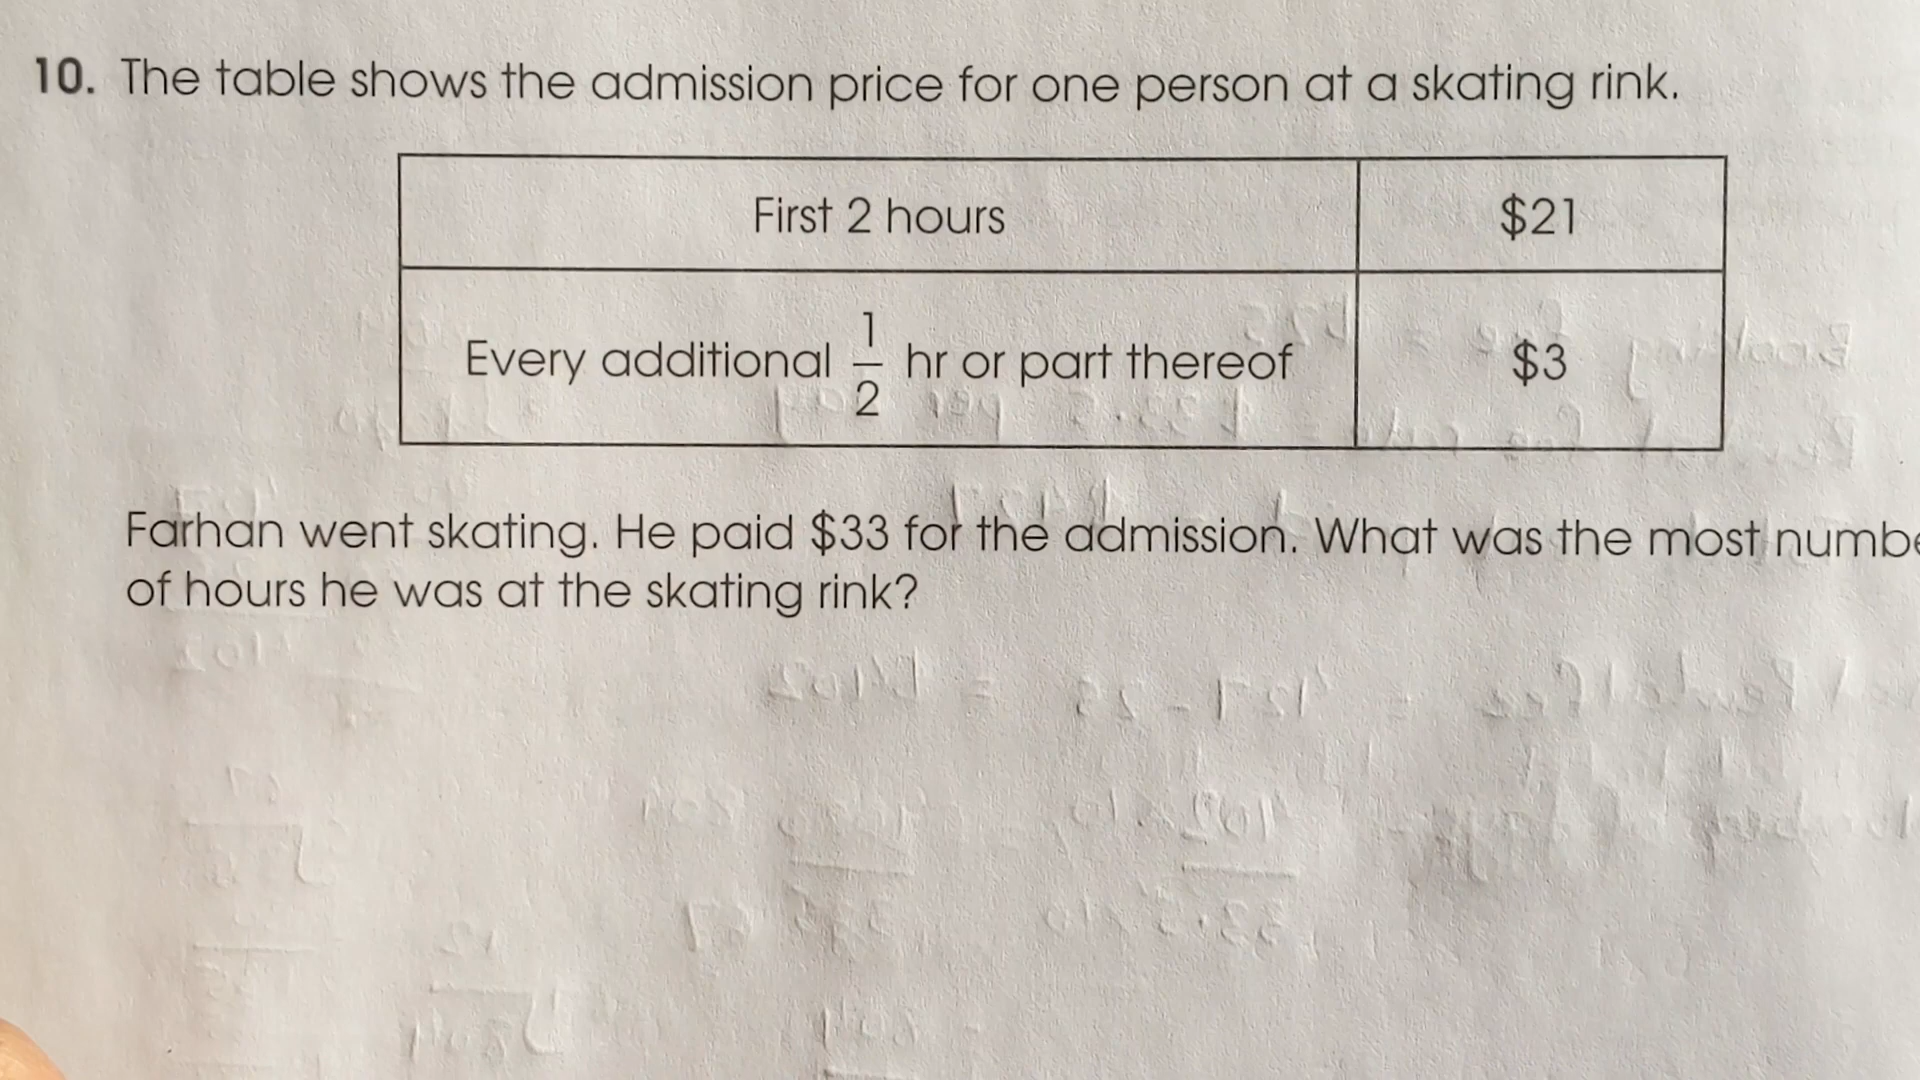 10. The table shows the admission price for one person at a skating rink.
First 2 hours $21
Every additional 1/2 hr or part thereof $3
Farhan went skating. He paid $33 for the admission. What was the most
of hours he was at the skating rink?